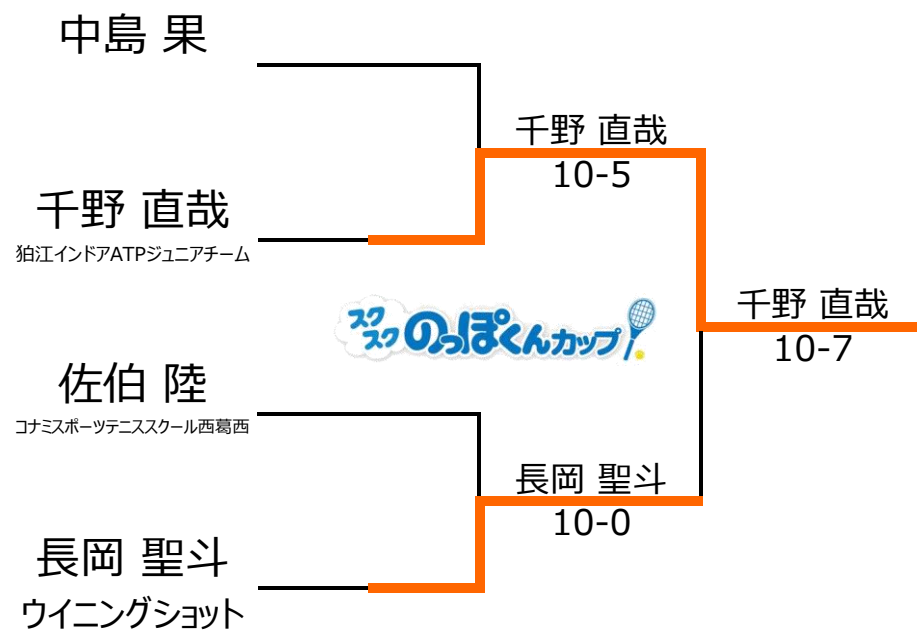 中島 果
千野 直哉
10-5
千野 直哉
狛江インドアATPジュニアチーム
千野 直哉
10-7
スクスク のっぽくんカップ
佐伯 陸
コナミスポーツテニススクール西葛西
長岡 聖斗
10-0
長岡 聖斗
ウイニングショット